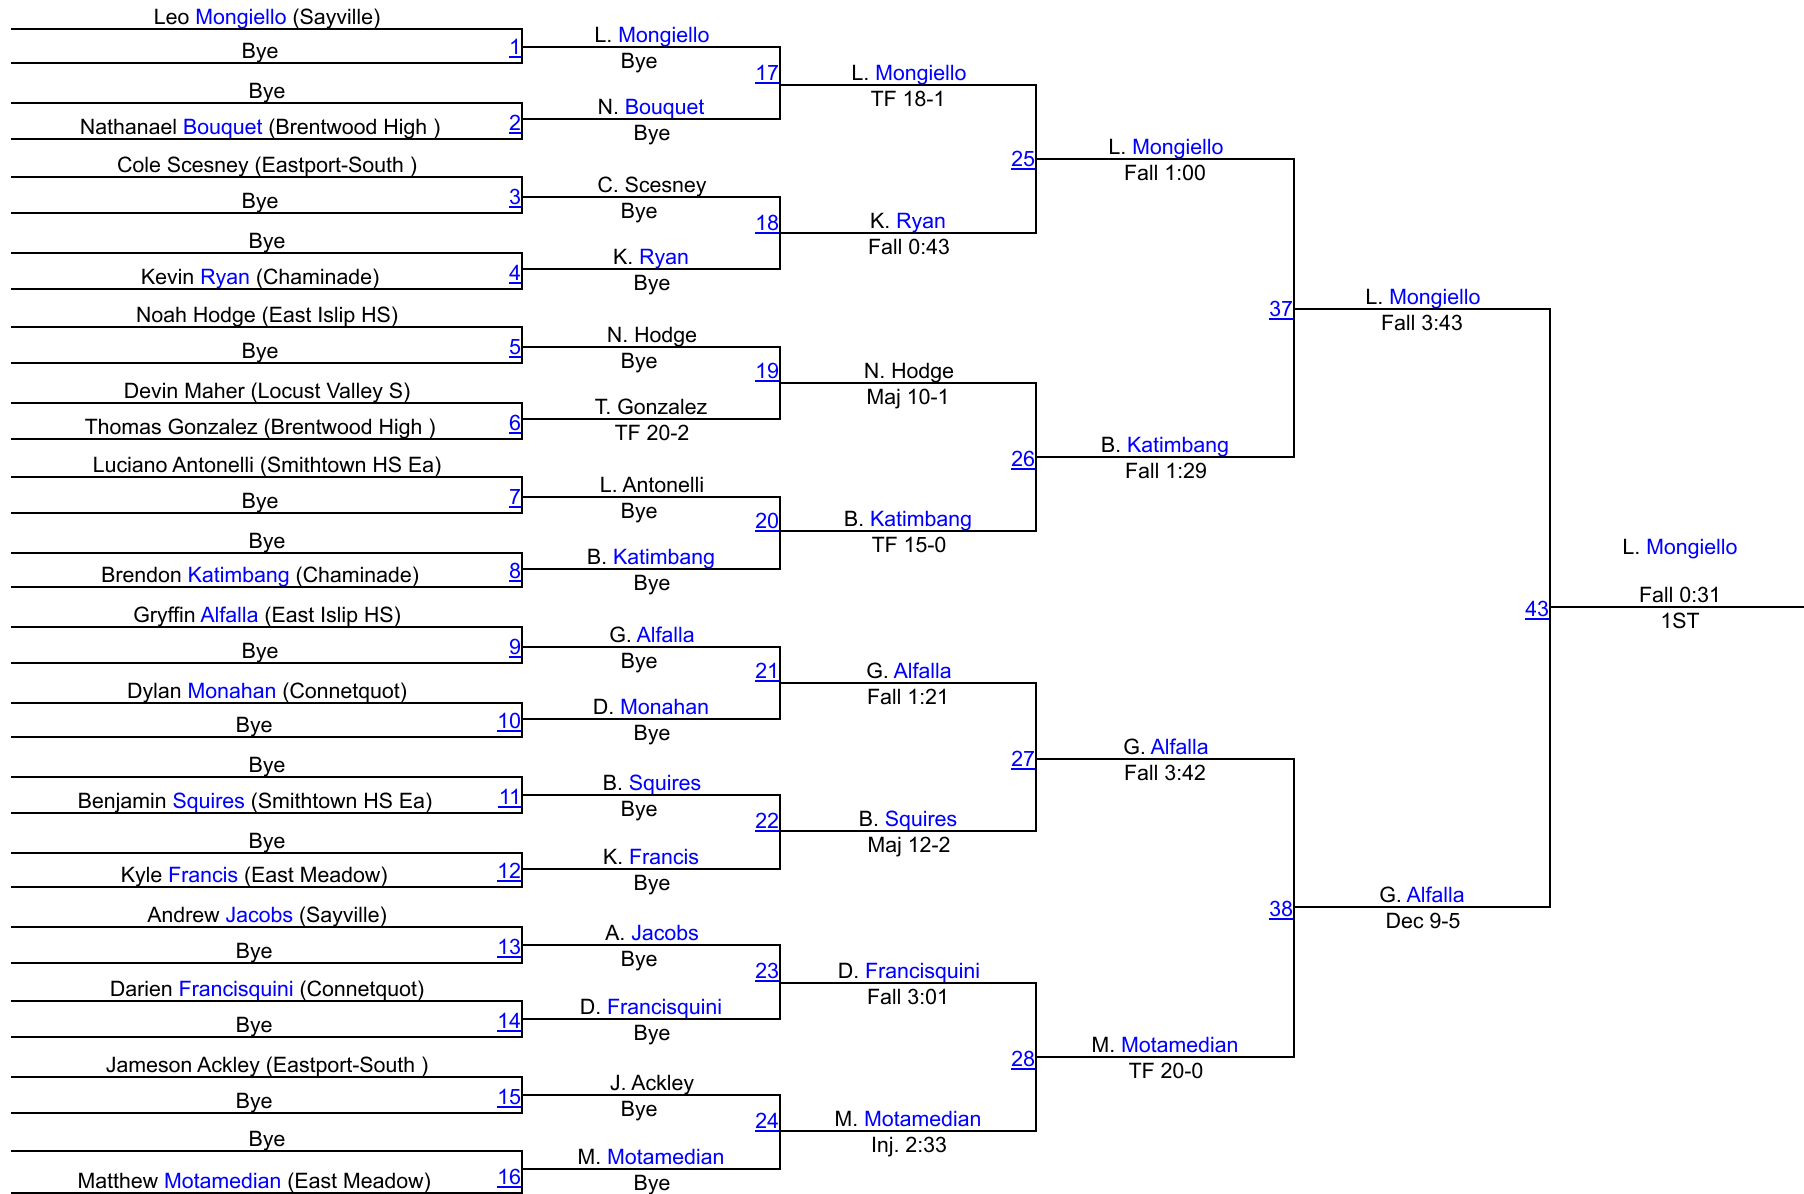 Leo Mongiello (Sayville)
Bye
1
Bye
Nathanael Bouquet (Brentwood High )
2
Cole Scesney (Eastport-South )
Bye
3
Bye
Kevin Ryan (Chaminade)
4
Noah Hodge (East Islip HS)
Bye
5
Devin Maher (Locust Valley S)
Thomas Gonzalez (Brentwood High )
6
Luciano Antonelli (Smithtown HS Ea)
Bye
7
Bye
Brendon Katimbang (Chaminade)
8
Gryffin Alfalla (East Islip HS)
Bye
9
Dylan Monahan (Connetquot)
Bye
10
Bye
Benjamin Squires (Smithtown HS Ea)
11
Bye
Kyle Francis (East Meadow)
12
Andrew Jacobs (Sayville)
Bye
13
Darien Francisquini (Connetquot)
Bye
14
Jameson Ackley (Eastport-South )
Bye
15
Bye
Matthew Motamedian (East Meadow)
16
L. Mongiello
Bye
17
N. Bouquet
Bye
C. Scesney
Bye
18
K. Ryan
Bye
N. Hodge
Bye
19
T. Gonzalez
TF 20-2
L. Antonelli
Bye
20
B. Katimbang
Bye
G. Alfalla
Bye
21
D. Monahan
Bye
B. Squires
Bye
22
K. Francis
Bye
A. Jacobs
Bye
23
D. Francisquini
Bye
J. Ackley
Bye
24
M. Motamedian
Bye
L. Mongiello
TF 18-1
25
K. Ryan
Fall 0:43
N. Hodge
Maj 10-1
26
B. Katimbang
TF 15-0
G. Alfalla
Fall 1:21
27
B. Squires
Maj 12-2
D. Francisquini
Fall 3:01
28
M. Motamedian
Inj. 2:33
L. Mongiello
Fall 1:00
37
B. Katimbang
Fall 1:29
G. Alfalla
Fall 3:42
38
M. Motamedian
TF 20-0
L. Mongiello
Fall 3:43
43
G. Alfalla
Dec 9-5
L. Mongiello
Fall 0:31
1ST